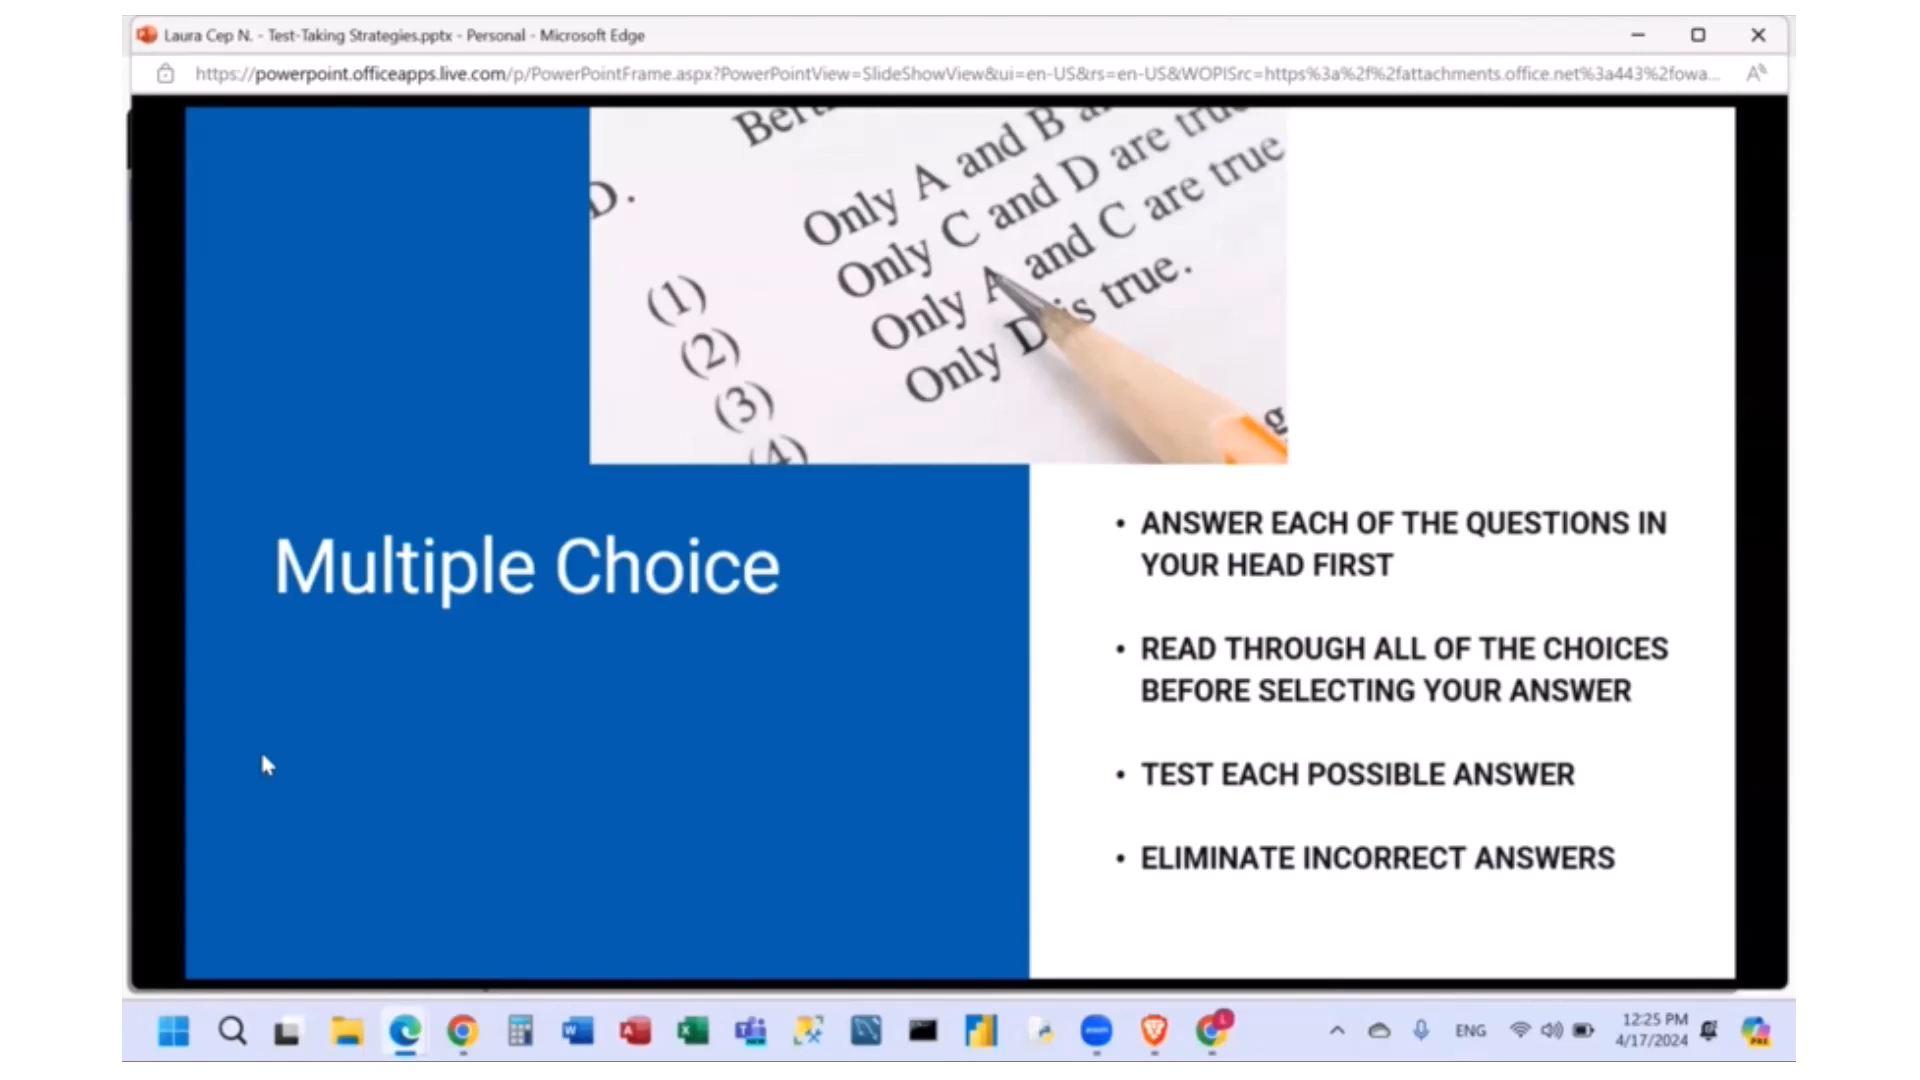 Laura Cep N. - Test-Taking Strategies.pptx - Personal - Microsoft Edge
https://powerpoint.officeapps.live.com/p/PowerPointFrame.aspx?PowerPointView=SlideShowView&ui=en-US&rs=en-US&WOPISrc=https%3a%2f%2fattachments.office.net%3a443%2fowa...
D.
(1) Only A and B
(2) Only C and D are true
(3) Only A and C are true
(4) Only D is true.
Multiple Choice
• ANSWER EACH OF THE QUESTIONS IN
YOUR HEAD FIRST
• READ THROUGH ALL OF THE CHOICES
BEFORE SELECTING YOUR ANSWER
• TEST EACH POSSIBLE ANSWER
• ELIMINATE INCORRECT ANSWERS
ENG
12:25 PM
4/17/2024